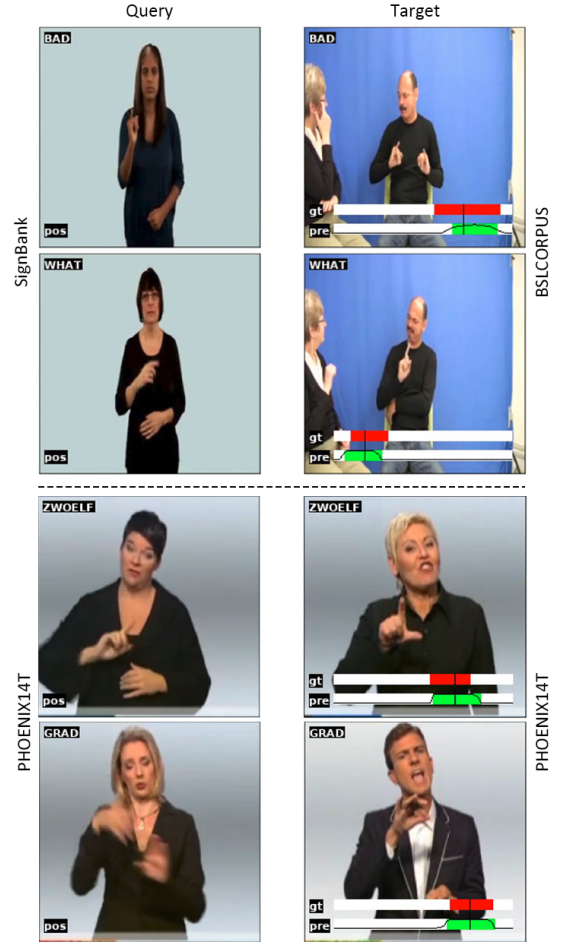 Query
Target
BAD
pos
BAD
gt
pre
SignBank
BSLCORPUS
WHAT
pos
WHAT
gt
pre
ZWOELF
pos
ZWOELF
gt
pre
PHOENIX14T
PHOENIX14T
GRAD
pos
GRAD
gt
pre